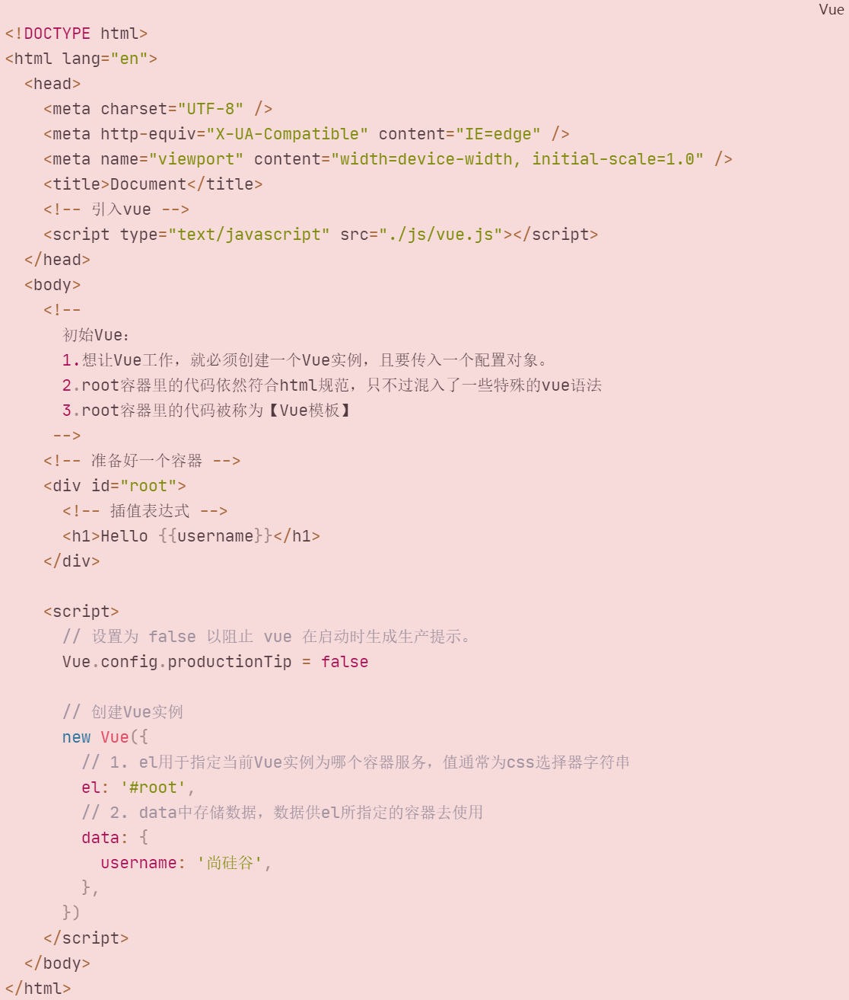 Vue
<!DOCTYPE html>
<html lang="en">
  <head>
    <meta charset="UTF-8" />
    <meta http-equiv="X-UA-Compatible" content="IE=edge" />
    <meta name="viewport" content="width=device-width, initial-scale=1.0" />
    <title>Document</title>
    <!-- 引入vue -->
    <script type="text/javascript" src="./js/vue.js"></script>
  </head>
  <body>
    <!--
      初始Vue：
      1.想让Vue工作，就必须创建一个Vue实例，且要传入一个配置对象。
      2.root容器里的代码依然符合html规范，只不过混入了一些特殊的vue语法
      3.root容器里的代码被称为【Vue模板】
     -->
    <!-- 准备好一个容器 -->
    <div id="root">
      <!-- 插值表达式 -->
      <h1>Hello {{username}}</h1>
    </div>

    <script>
      // 设置为 false 以阻止 vue 在启动时生成生产提示。
      Vue.config.productionTip = false

      // 创建Vue实例
      new Vue({
        // 1. el用于指定当前Vue实例为哪个容器服务，值通常为css选择器字符串
        el: '#root',
        // 2. data中存储数据，数据供el所指定的容器去使用
        data: {
          username: '尚硅谷',
        },
      })
    </script>
  </body>
</html>